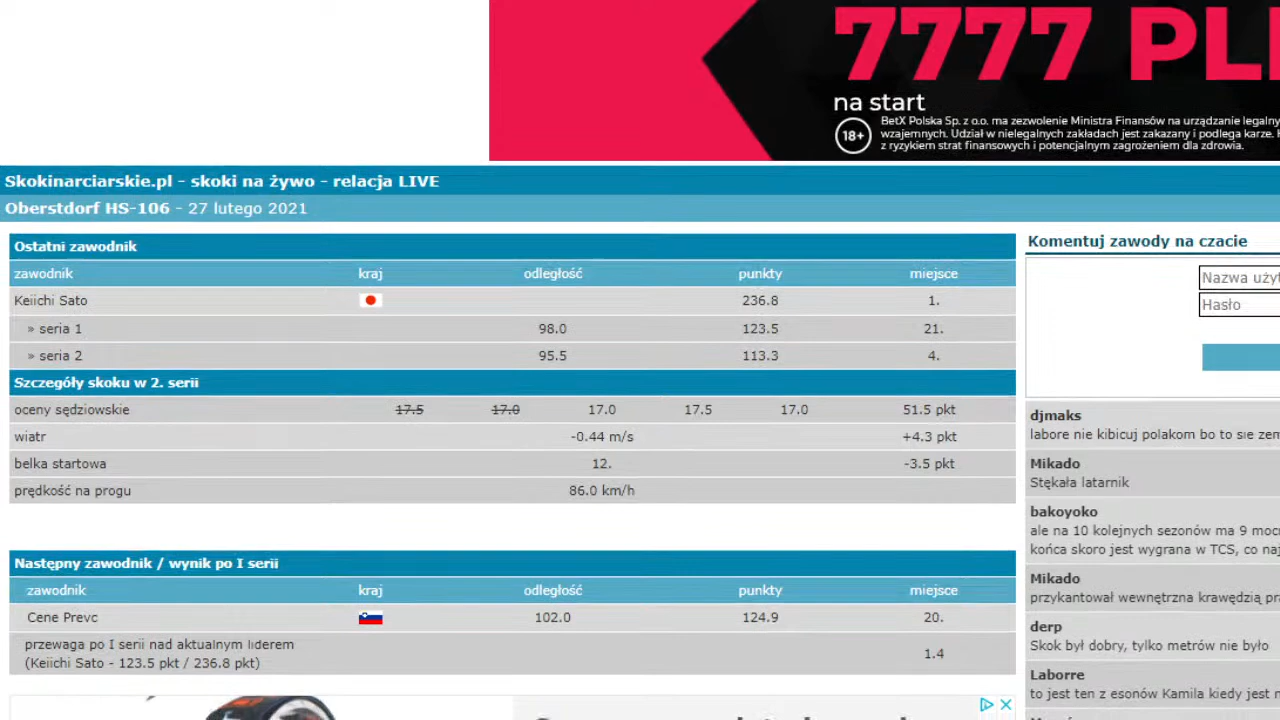 7777 PL
na start
18+
BetX Polska Sp. z o.o. ma zezwolenie Ministra Finansów na urządzanie
wzajemnych. Udział w nielegalnych zakładach jest zakazany i podlega karze.
z ryzykiem strat finansowych i potencjalnym zagrożeniem dla zdrowia.
Skokinarciarskie.pl - skoki na żywo - relacja LIVE
Oberstdorf HS-106 - 27 lutego 2021
Ostatni zawodnik
zawodnik kraj odległość punkty miejsce
Keiichi Sato 236.8 1.
» seria 1 98.0 123.5 21.
» seria 2 95.5 113.3 4.
Szczegóły skoku w 2. serii
oceny sędziowskie 17.5 17.0 17.0 17.5 17.0 51.5 pkt
wiatr -0.44 m/s +4.3 pkt
belka startowa 12. -3.5 pkt
prędkość na progu 86.0 km/h
Następny zawodnik / wynik po I serii
zawodnik kraj odległość punkty miejsce
Cene Prevc 102.0 124.9 20.
przewaga po I serii nad aktualnym liderem
(Keiichi Sato - 123.5 pkt / 236.8 pkt) 1.4
Komentuj zawody na czacie
Nazwa uży
Hasło
djmaks
labore nie kibicuj polakom bo to sie
Mikado
Stękała latarnik
bakoyoko
ale na 10 kolejnych sezonów ma 9
końca skoro jest wygrana w TCS, co
Mikado
przykantował wewnętrzna krawędzią
derp
Skok był dobry, tylko metrów nie było
Laborre
to jest ten z esonów Kamila kiedy jest